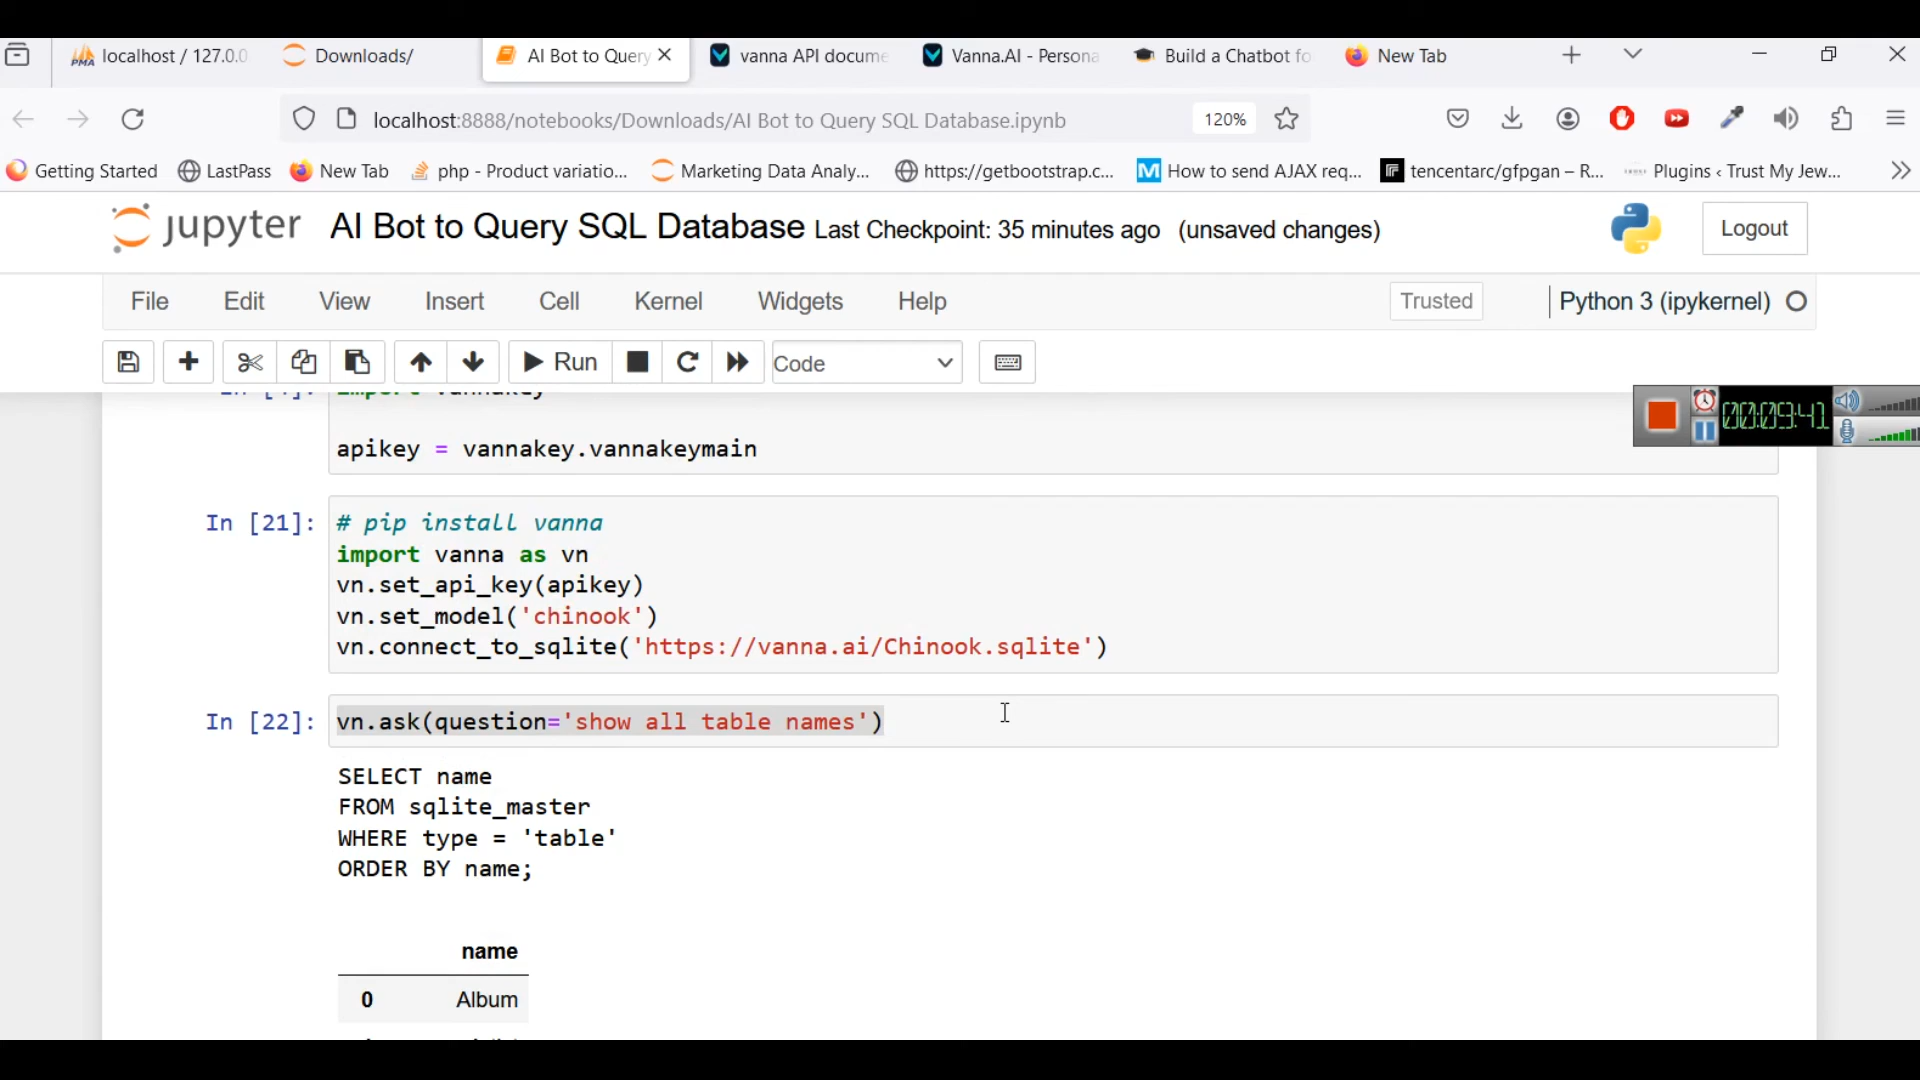 localhost / 127.0.0
Downloads/
AI Bot to Query
vanna API docume
Vanna.AI - Persona
Build a Chatbot fo
New Tab
localhost:8888/notebooks/Downloads/AI Bot to Query SQL Database.ipynb
120%
Getting Started
LastPass
New Tab
php - Product variatio...
Marketing Data Analy...
https://getbootstrap.c...
How to send AJAX req...
tencentarc/gfpgan – R...
Plugins ‹ Trust My Jew...
jupyter
AI Bot to Query SQL Database Last Checkpoint: 35 minutes ago (unsaved changes)
Logout
File Edit View Insert Cell Kernel Widgets Help
Trusted
Python 3 (ipykernel)
Run
Code
00:09:41
apikey = vannakey.vannakeymain
In [21]:
# pip install vanna
import vanna as vn
vn.set_api_key(apikey)
vn.set_model('chinook')
vn.connect_to_sqlite('https://vanna.ai/Chinook.sqlite')
In [22]:
vn.ask(question='show all table names')
SELECT name
FROM sqlite_master
WHERE type = 'table'
ORDER BY name;
name
0 Album